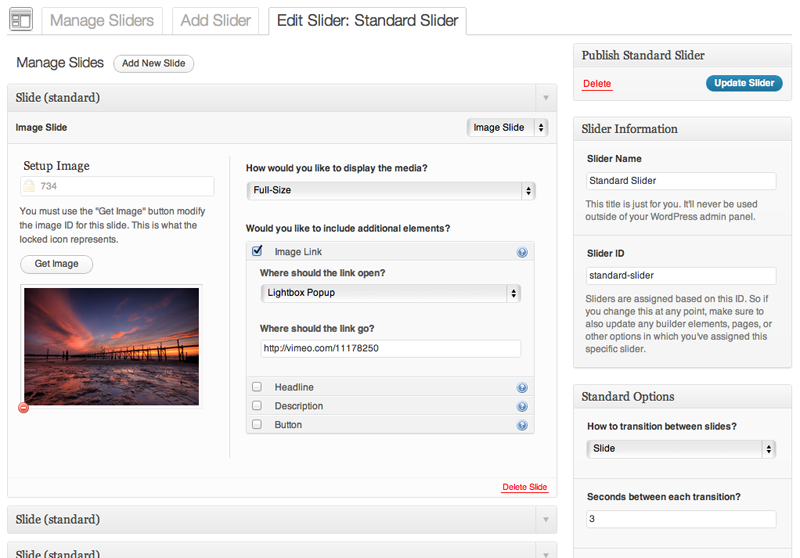 Manage Sliders
Add Slider
Edit Slider: Standard Slider
Manage Slides
Add New Slide
Slide (standard)
Image Slide
Image Slide
Setup Image
734
You must use the "Get Image" button modify
the image ID for this slide. This is what the
locked icon represents.
Get Image
How would you like to display the media?
Full-Size
Would you like to include additional elements?
Image Link
Where should the link open?
Lightbox Popup
Where should the link go?
http://vimeo.com/11178250
Headline
Description
Button
Delete Slide
Slide (standard)
Slide (standard)
Publish Standard Slider
Delete
Update Slider
Slider Information
Slider Name
Standard Slider
This title is just for you. It'll never be used
outside of your WordPress admin panel.
Slider ID
standard-slider
Sliders are assigned based on this ID. So if
you change this at any point, make sure to
also update any builder elements, pages, or
other options in which you've assigned this
specific slider.
Standard Options
How to transition between slides?
Slide
Seconds between each transition?
3